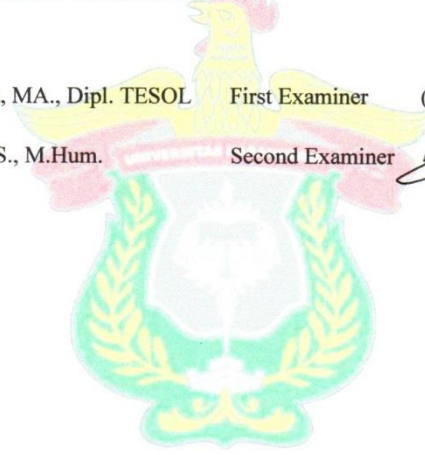 , MA., Dipl. TESOL First Examiner (
S., M.Hum. Second Examiner